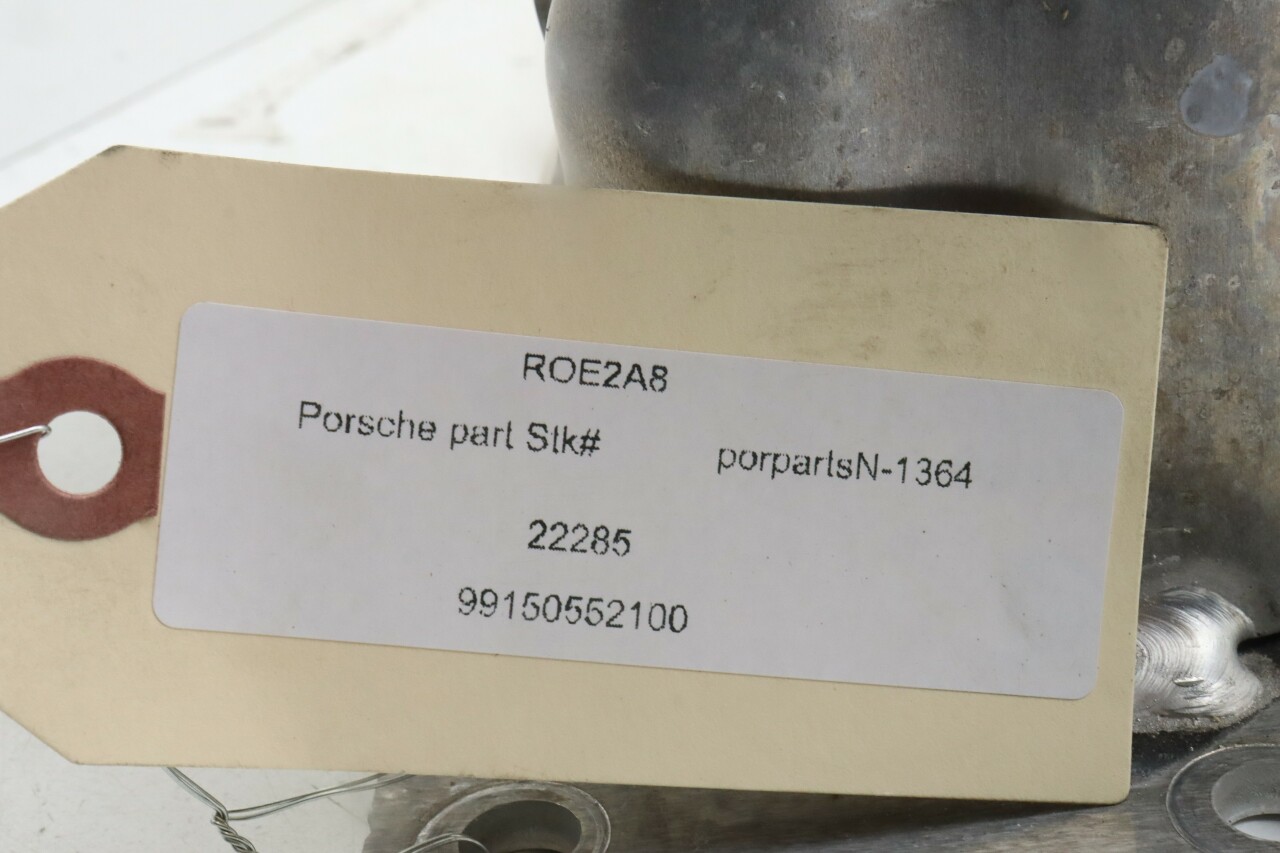 ROE2A8
Porsche part Stk# porpartsN-1364
22285
99150552100